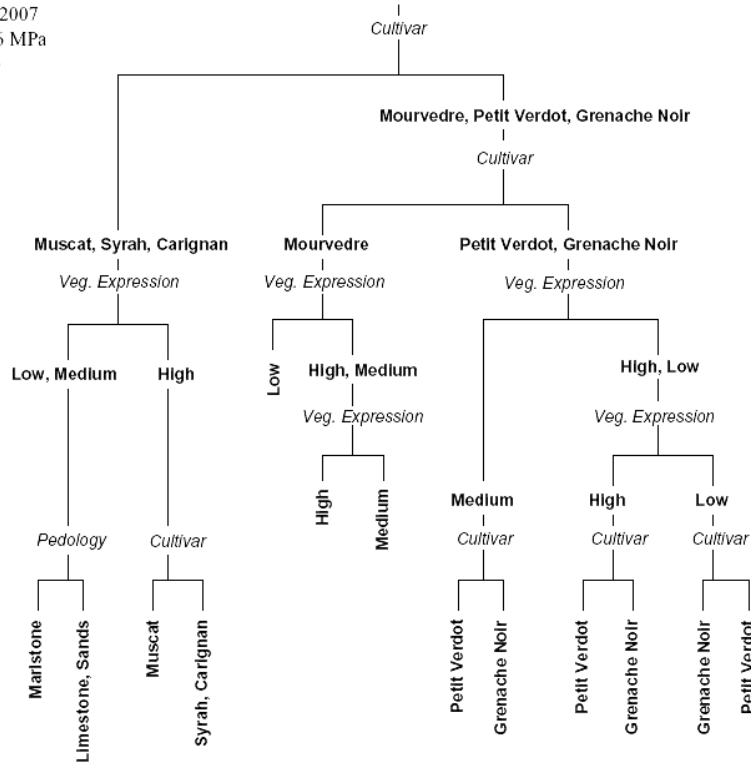 2007
6 MPa
Cultivar
Mourvedre, Petit Verdot, Grenache Noir
Cultivar
Muscat, Syrah, Carignan
Mourvedre
Petit Verdot, Grenache Noir
Veg. Expression
Veg. Expression
Veg. Expression
Low, Medium
High
Low
High, Medium
High, Low
Veg. Expression
Veg. Expression
High
Medium
Medium
High
Low
Pedology
Cultivar
Cultivar
Cultivar
Cultivar
Marlstone
Limestone, Sands
Muscat
Syrah, Carignan
Petit Verdot
Grenache Noir
Petit Verdot
Grenache Noir
Grenache Noir
Petit Verdot